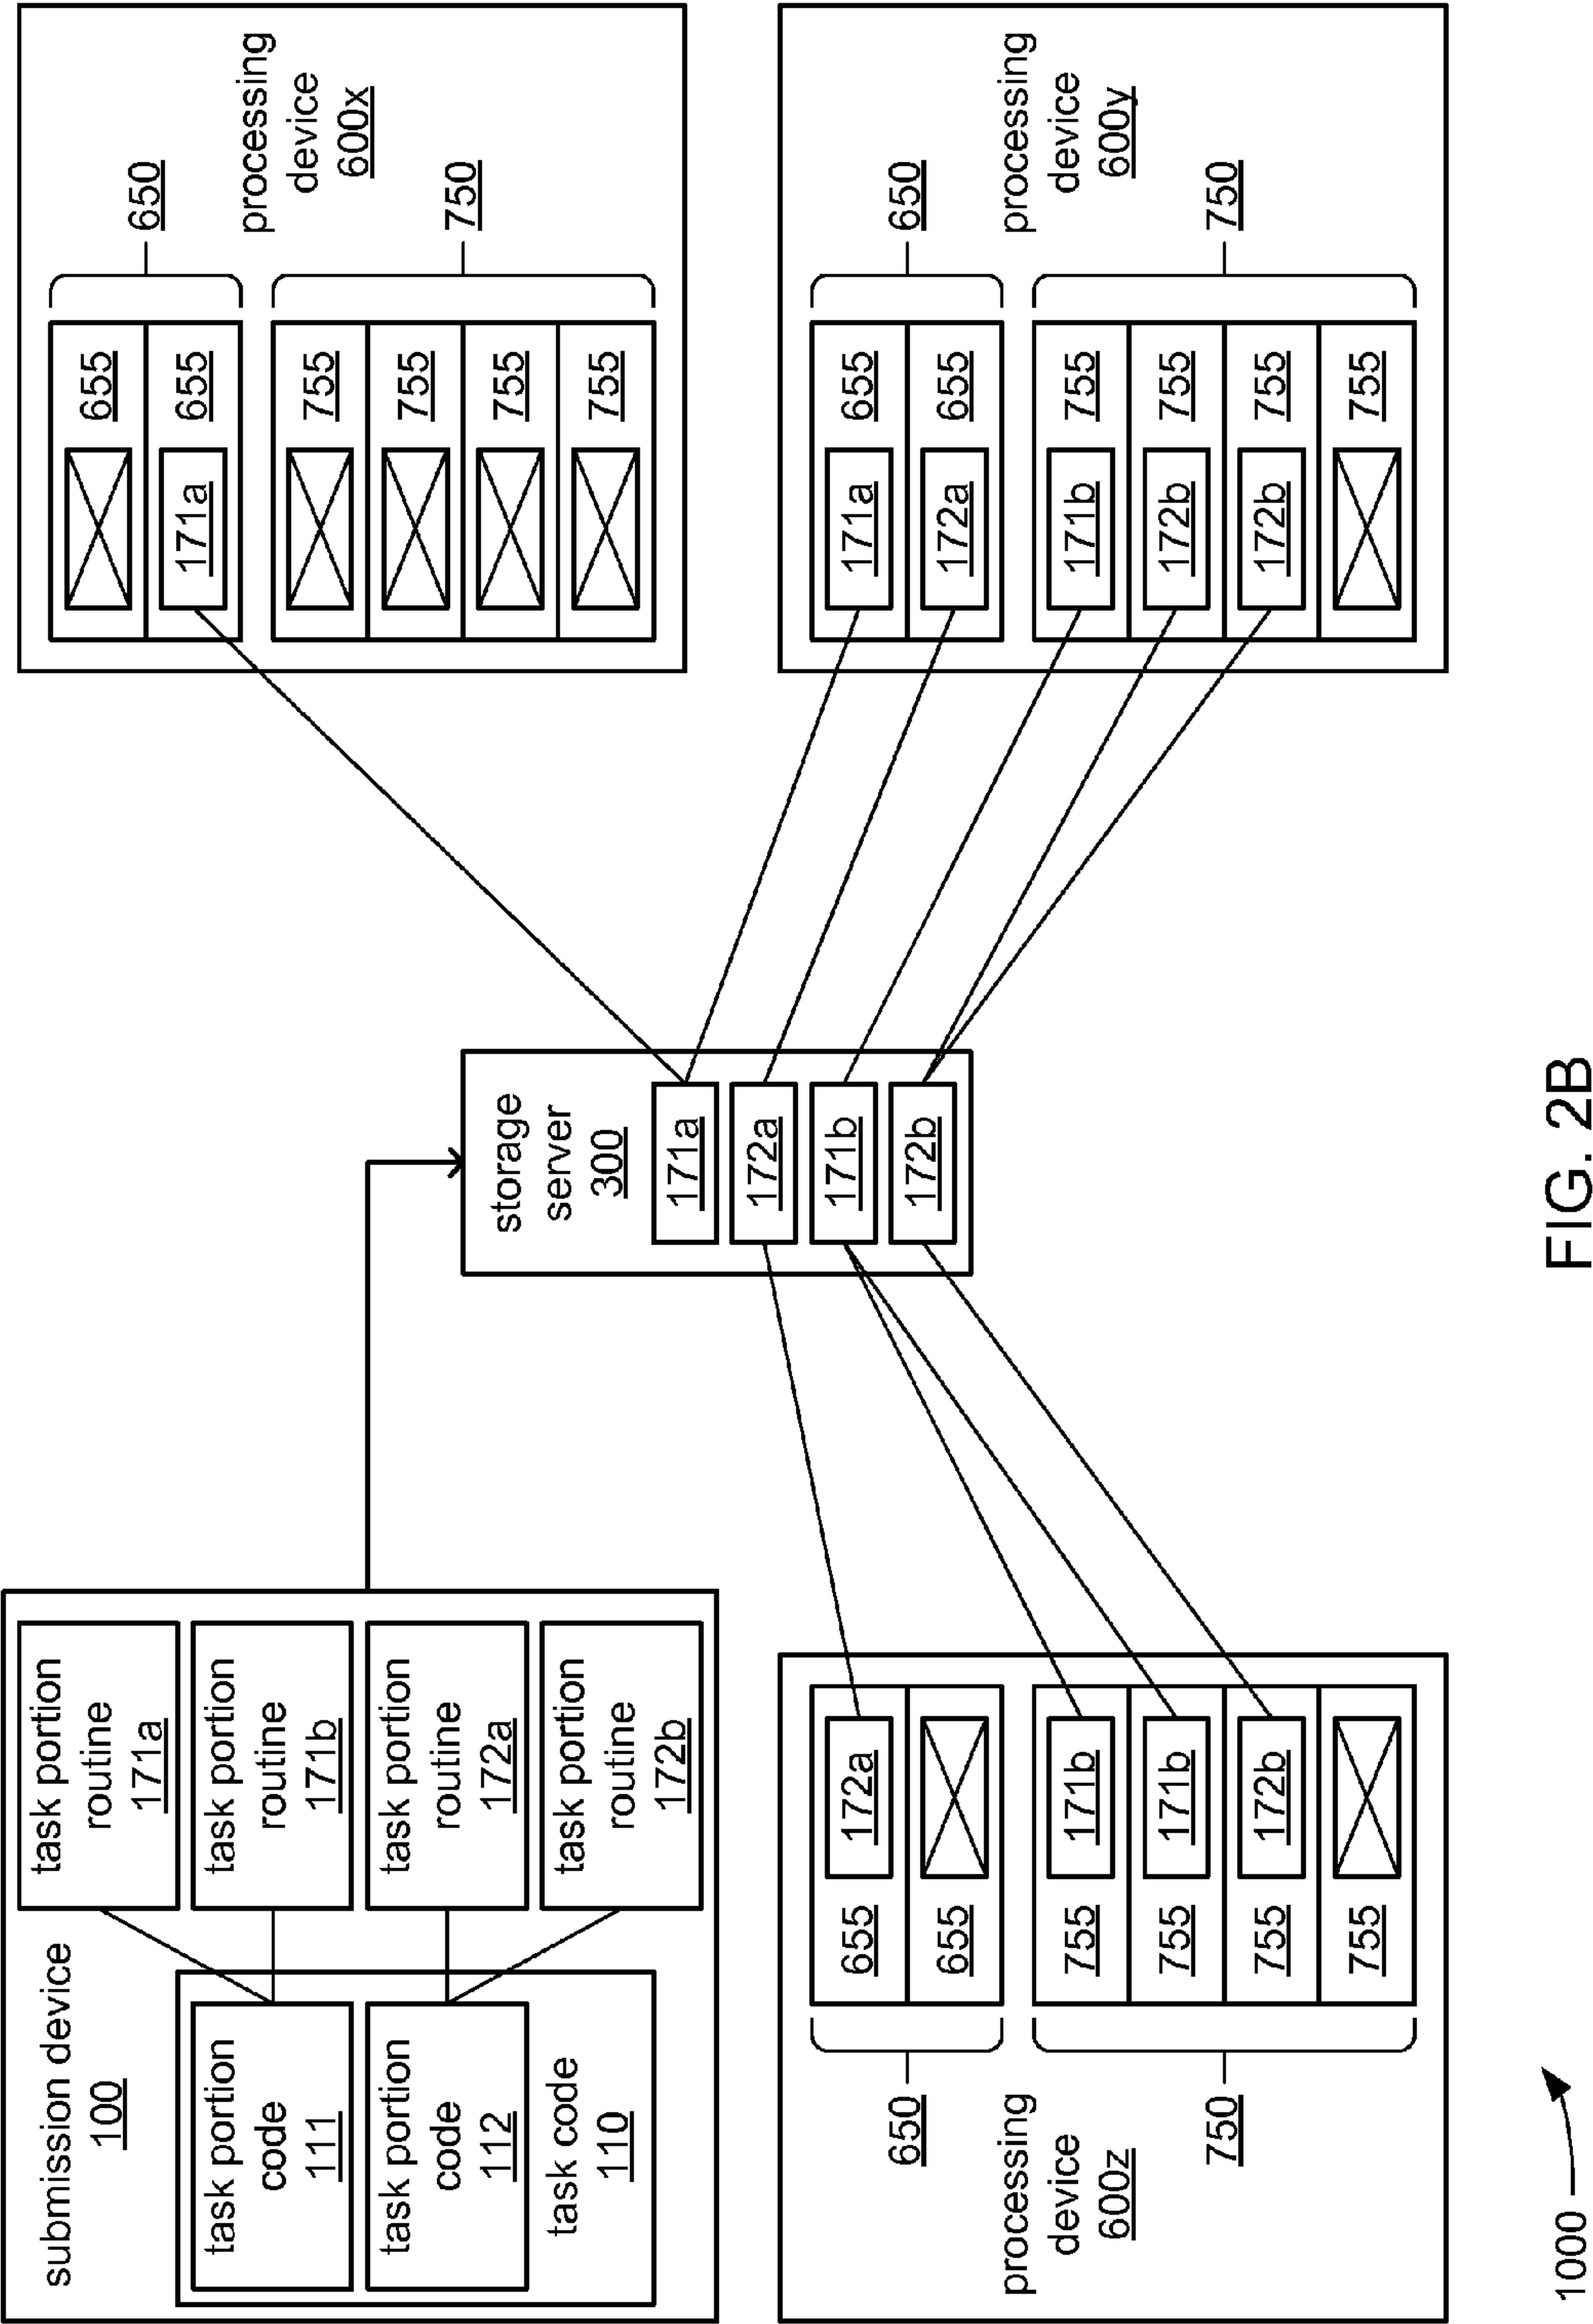 submission device
100
task portion
code
111
task portion
code
112
task code
110
task portion
routine
171a
task portion
routine
171b
task portion
routine
172a
task portion
routine
172b
storage
server
300
171a
172a
171b
172b
655
655
171a
650
755
755
755
755
750
processing
device
600x
171a
655
172a
655
650
171b
755
172b
755
172b
755
755
750
processing
device
600y
processing
device
600z
650
655
172a
655
750
755
171b
755
171b
755
172b
755
1000
FIG. 2B